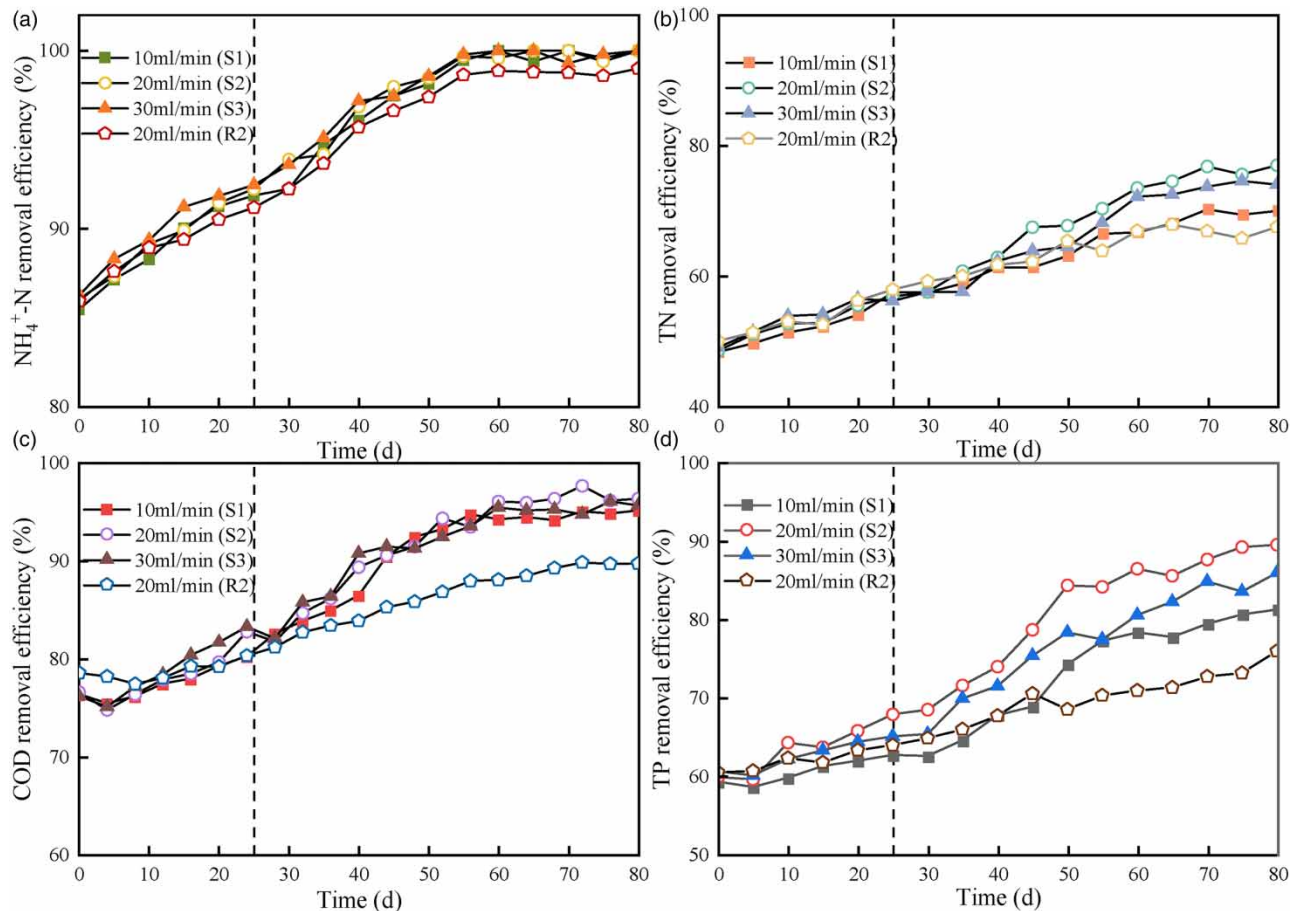 (a)
NH₄⁺-N removal efficiency (%)
100
90
80
10ml/min (S1)
20ml/min (S2)
30ml/min (S3)
20ml/min (R2)
0 10 20 30 40 50 60 70 80
Time (d)
(b)
TN removal efficiency (%)
100
80
60
40
10ml/min (S1)
20ml/min (S2)
30ml/min (S3)
20ml/min (R2)
0 10 20 30 40 50 60 70 80
Time (d)
(c)
COD removal efficiency (%)
100
90
80
70
60
10ml/min (S1)
20ml/min (S2)
30ml/min (S3)
20ml/min (R2)
0 10 20 30 40 50 60 70 80
Time (d)
(d)
TP removal efficiency (%)
100
90
80
70
60
50
10ml/min (S1)
20ml/min (S2)
30ml/min (S3)
20ml/min (R2)
0 10 20 30 40 50 60 70 80
Time (d)